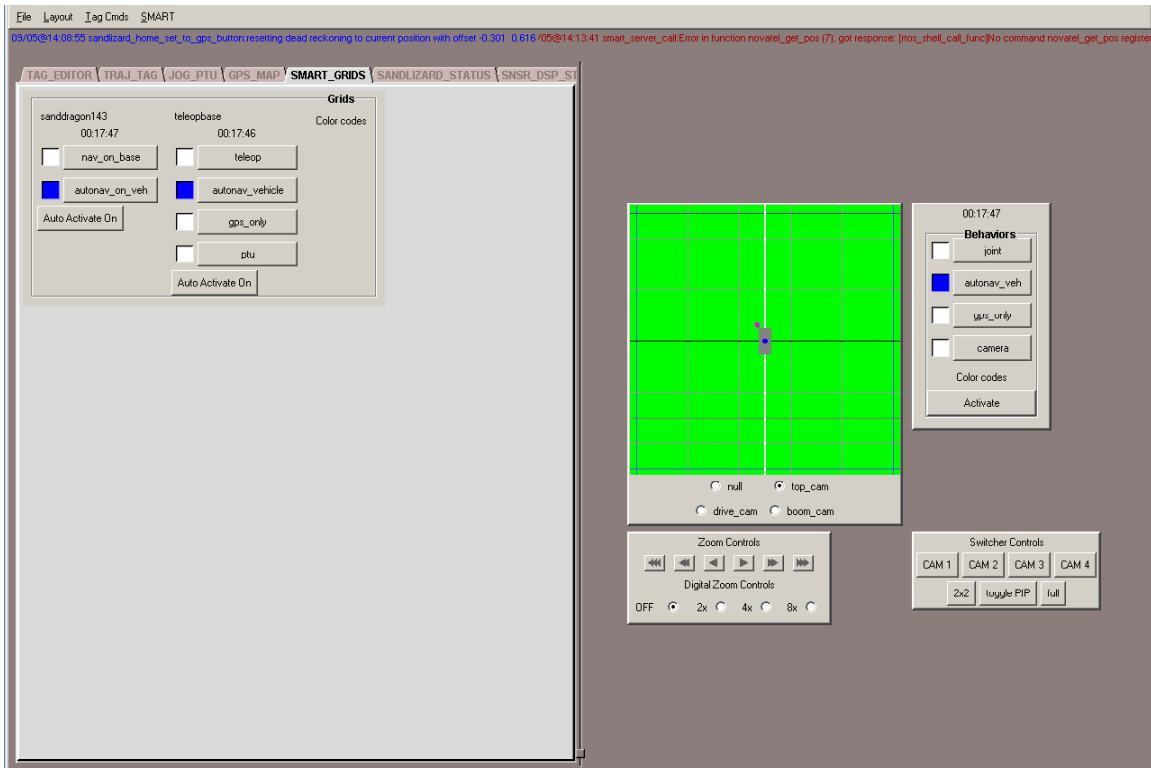 File Layout Tag Cmds SMART
09/05@14:08:55 sandlizard_home_set_to_gps_button:resetting dead reckoning to current position with offset -0.301 0.616 /05@14:13:41 smart_server_call:Error in function novatel_get_pos (7), got response: [rtos_shell_call_func]No command novatel_get_pos register
TAG_EDITOR TRAJ_TAG JOG_PTU GPS_MAP SMART_GRIDS SANDLIZARD_STATUS SNSR_DSP_ST
Grids
sanddragon143 teleopbase Color codes
00:17:47 00:17:46
nav_on_base teleop
autonav_on_veh autonav_vehicle
Auto Activate On gps_only
ptu
Auto Activate On
00:17:47
Behaviors
joint
autonav_veh
gps_only
camera
Color codes
Activate
null top_cam
drive_cam boom_cam
Zoom Controls
Digital Zoom Controls
OFF 2x 4x 8x
Switcher Controls
CAM 1 CAM 2 CAM 3 CAM 4
2x2 toggle PIP full